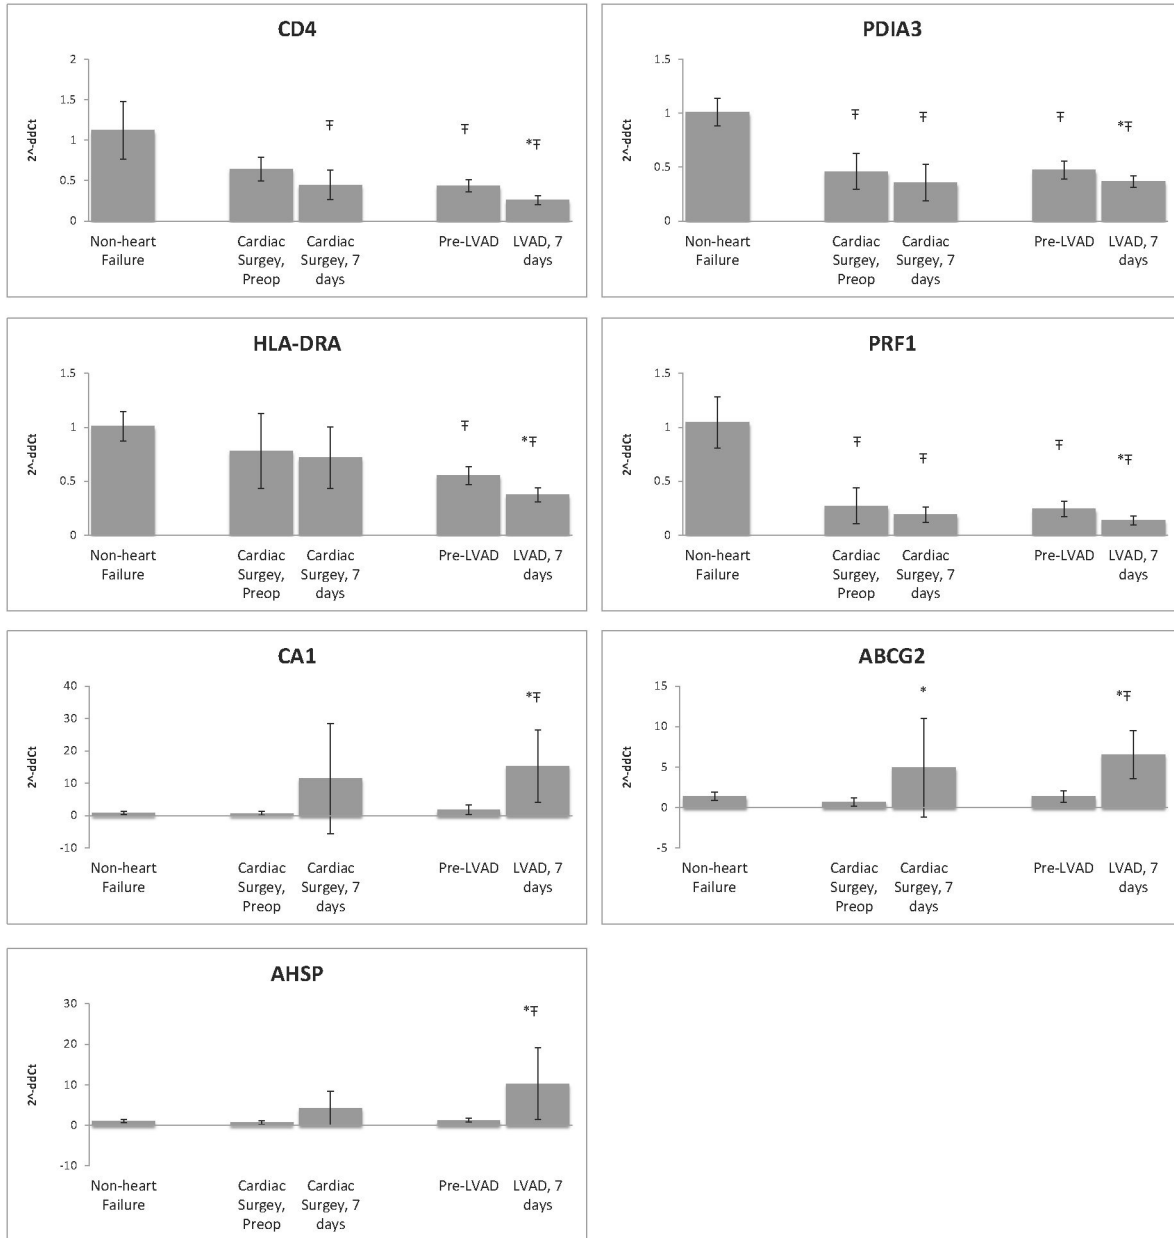 CD4
2^-ddCt
2
1.5
1
0.5
0
Ŧ
Ŧ
*Ŧ
Non-heart
Failure
Cardiac
Surgey,
Preop
Cardiac
Surgey, 7
days
Pre-LVAD
LVAD, 7
days
PDIA3
2^-ddCt
1.5
1
0.5
0
Ŧ
Ŧ
Ŧ
*Ŧ
Non-heart
Failure
Cardiac
Surgey,
Preop
Cardiac
Surgey, 7
days
Pre-LVAD
LVAD, 7
days
HLA-DRA
2^-ddCt
1.5
1
0.5
0
Ŧ
*Ŧ
Non-heart
Failure
Cardiac
Surgey,
Preop
Cardiac
Surgey, 7
days
Pre-LVAD
LVAD, 7
days
PRF1
2^-ddCt
1.5
1
0.5
0
Ŧ
Ŧ
Ŧ
*Ŧ
Non-heart
Failure
Cardiac
Surgey,
Preop
Cardiac
Surgey, 7
days
Pre-LVAD
LVAD, 7
days
CA1
2^-ddCt
40
30
20
10
0
-10
*Ŧ
Non-heart
Failure
Cardiac
Surgey,
Preop
Cardiac
Surgey, 7
days
Pre-LVAD
LVAD, 7
days
ABCG2
2^-ddCt
15
10
5
0
-5
*
*Ŧ
Non-heart
Failure
Cardiac
Surgey,
Preop
Cardiac
Surgey, 7
days
Pre-LVAD
LVAD, 7
days
AHSP
2^-ddCt
30
20
10
0
-10
*Ŧ
Non-heart
Failure
Cardiac
Surgey,
Preop
Cardiac
Surgey, 7
days
Pre-LVAD
LVAD, 7
days